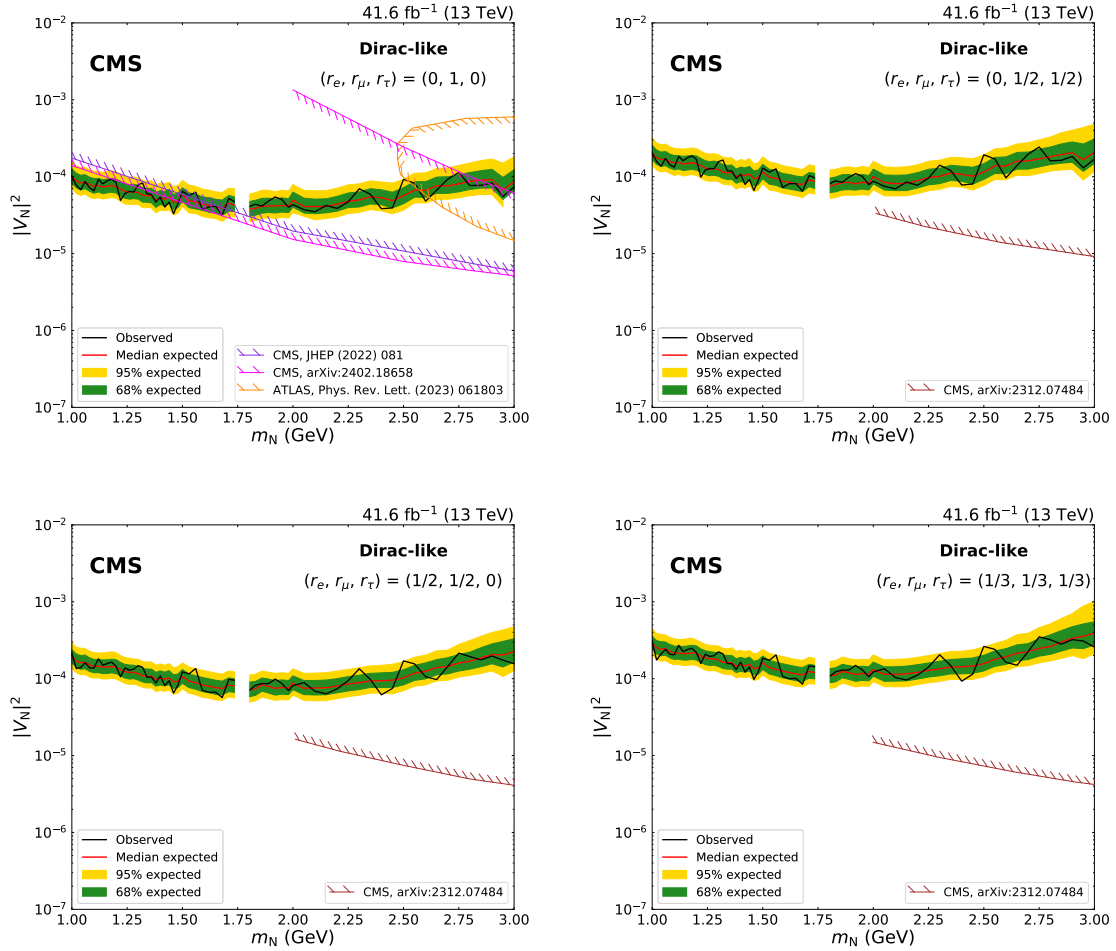 41.6 fb⁻¹ (13 TeV)
CMS
Dirac-like
(rₑ, r_μ, r_τ) = (0, 1, 0)
|V_N|²
10⁻²
10⁻³
10⁻⁴
10⁻⁵
10⁻⁶
10⁻⁷
Observed
Median expected
95% expected
68% expected
CMS, JHEP (2022) 081
CMS, arXiv:2402.18658
ATLAS, Phys. Rev. Lett. (2023) 061803
1.00 1.25 1.50 1.75 2.00 2.25 2.50 2.75 3.00
m_N (GeV)
41.6 fb⁻¹ (13 TeV)
CMS
Dirac-like
(rₑ, r_μ, r_τ) = (0, 1/2, 1/2)
|V_N|²
10⁻²
10⁻³
10⁻⁴
10⁻⁵
10⁻⁶
10⁻⁷
Observed
Median expected
95% expected
68% expected
CMS, arXiv:2312.07484
1.00 1.25 1.50 1.75 2.00 2.25 2.50 2.75 3.00
m_N (GeV)
41.6 fb⁻¹ (13 TeV)
CMS
Dirac-like
(rₑ, r_μ, r_τ) = (1/2, 1/2, 0)
|V_N|²
10⁻²
10⁻³
10⁻⁴
10⁻⁵
10⁻⁶
10⁻⁷
Observed
Median expected
95% expected
68% expected
CMS, arXiv:2312.07484
1.00 1.25 1.50 1.75 2.00 2.25 2.50 2.75 3.00
m_N (GeV)
41.6 fb⁻¹ (13 TeV)
CMS
Dirac-like
(rₑ, r_μ, r_τ) = (1/3, 1/3, 1/3)
|V_N|²
10⁻²
10⁻³
10⁻⁴
10⁻⁵
10⁻⁶
10⁻⁷
Observed
Median expected
95% expected
68% expected
CMS, arXiv:2312.07484
1.00 1.25 1.50 1.75 2.00 2.25 2.50 2.75 3.00
m_N (GeV)